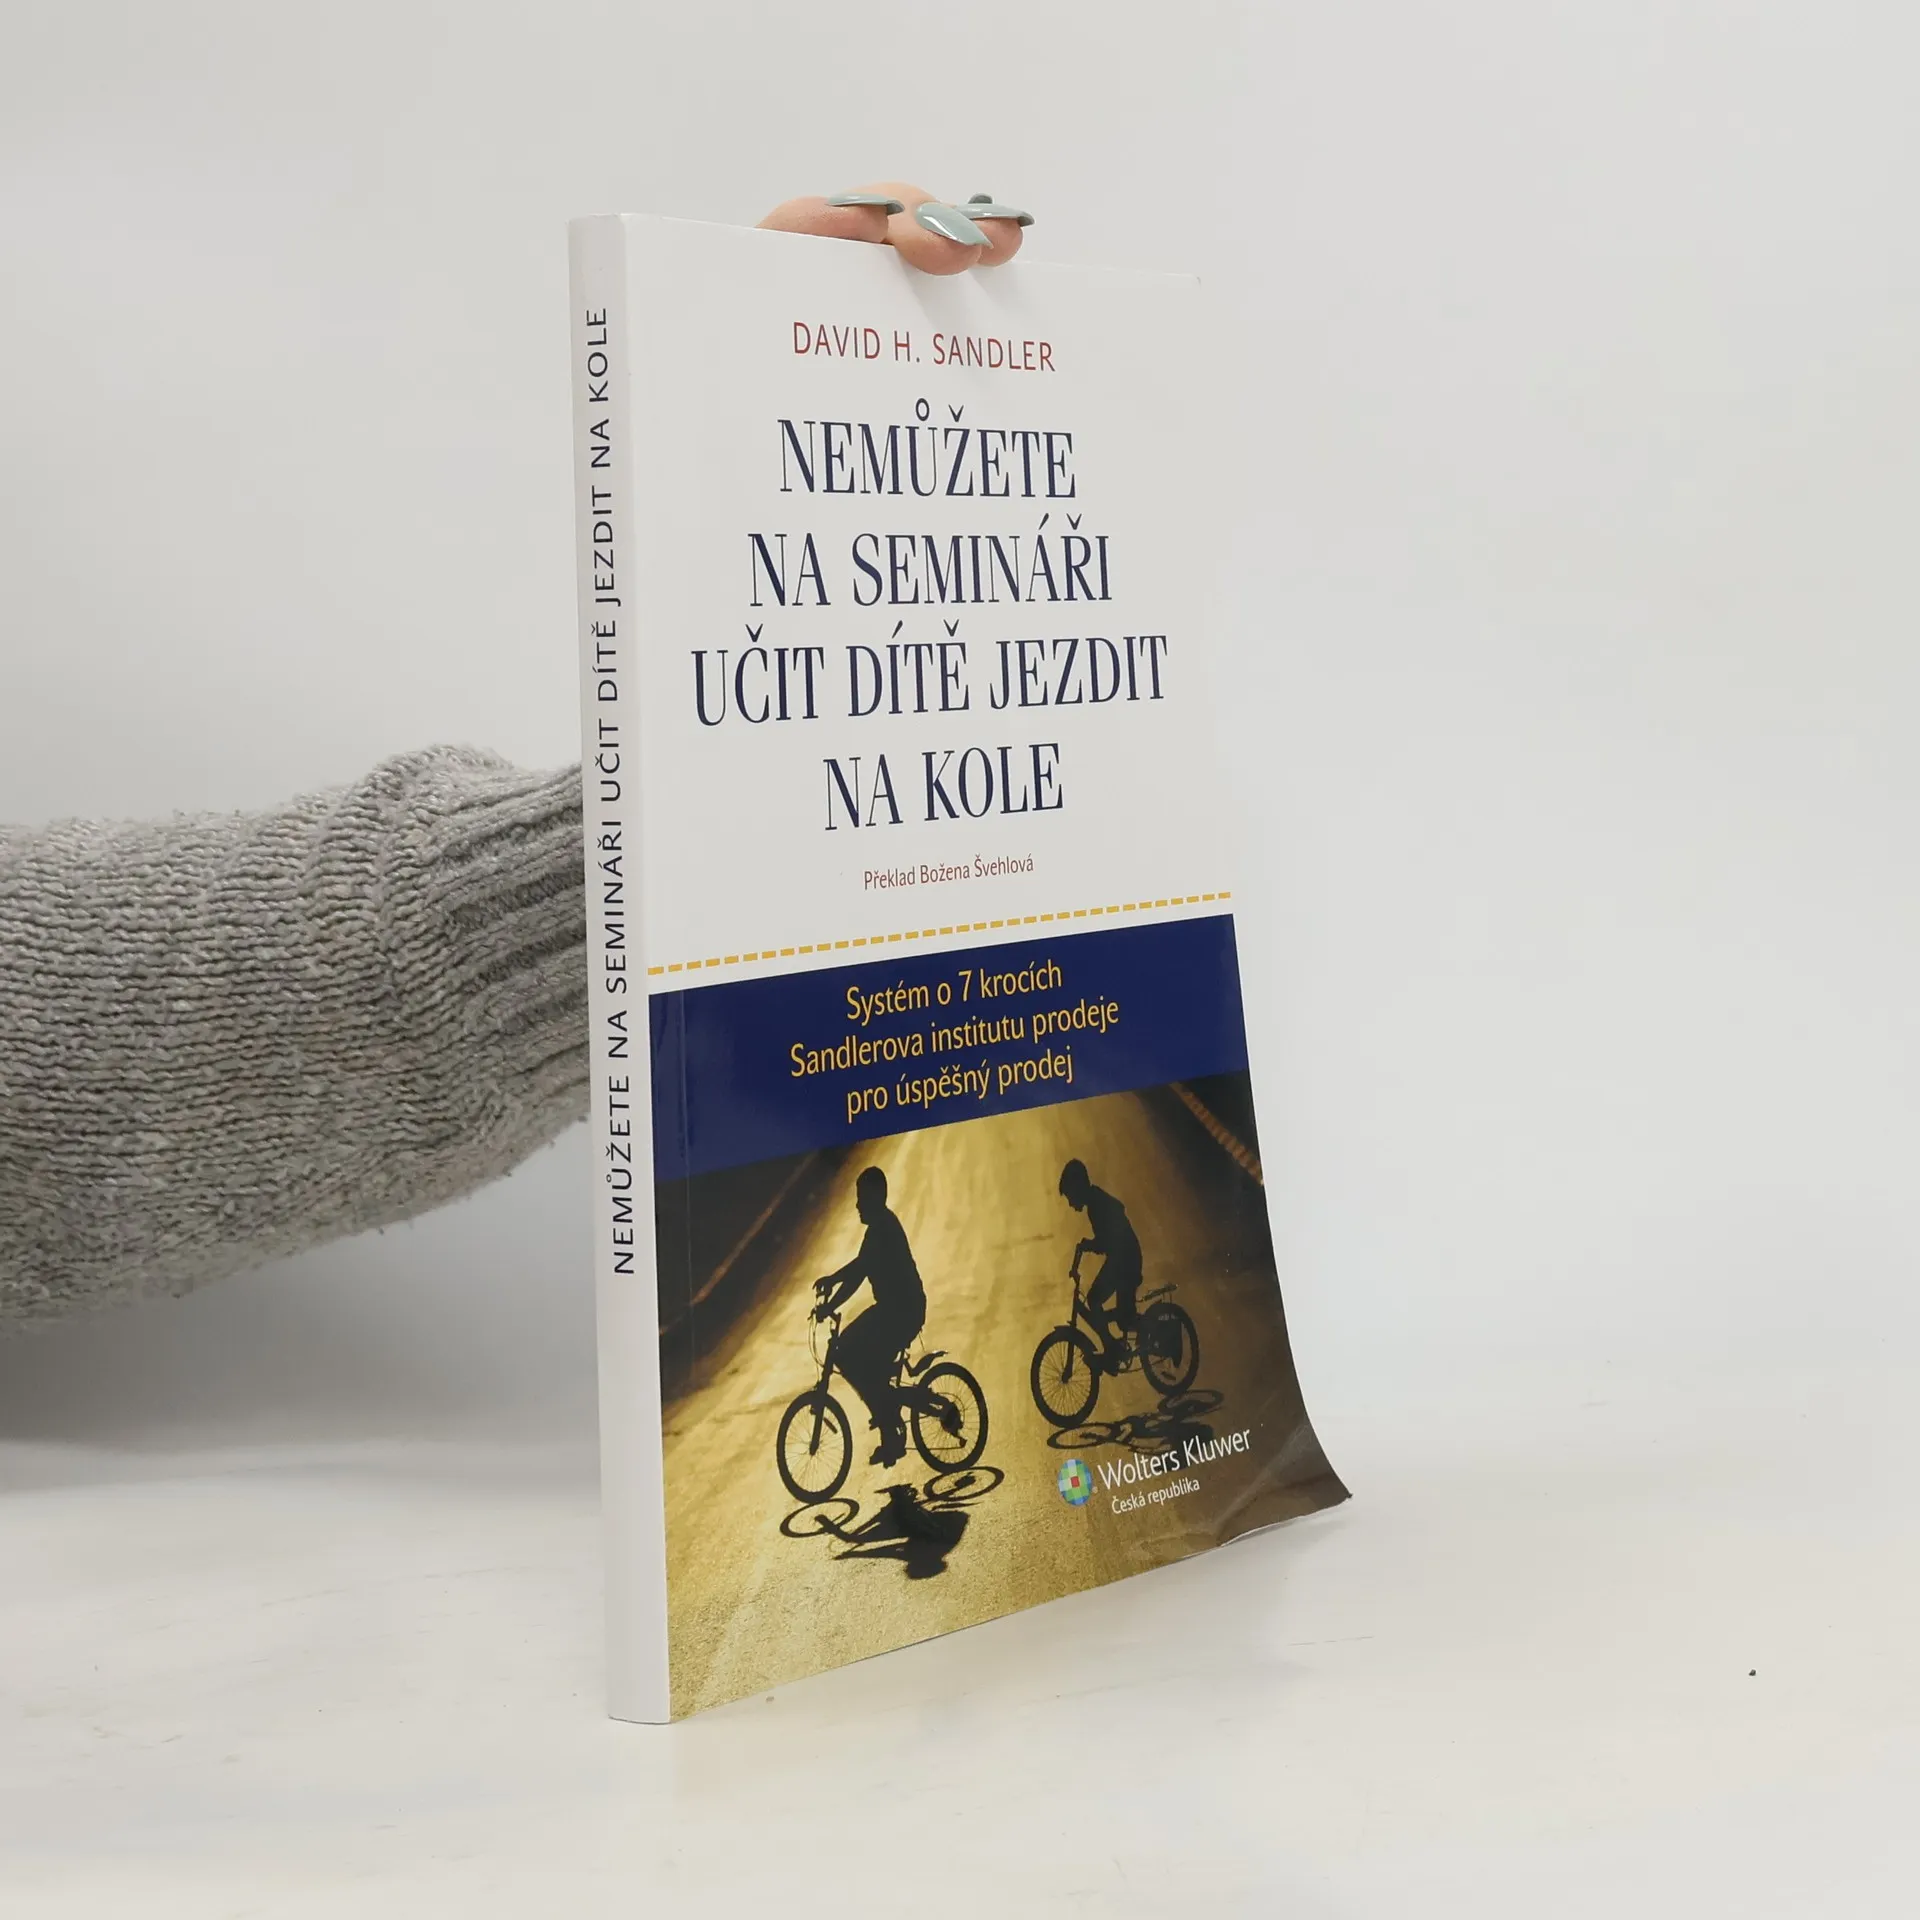 NEMŮŽETE NA SEMINÁŘI UČIT DÍTĚ JEZDIT NA KOLE
DAVID H. SANDLER
NEMŮŽETE
NA SEMINÁŘI
UČIT DÍTĚ JEZDIT
NA KOLE
Překlad Božena Švehlová
Systém o 7 krocích
Sandlerova institutu prodeje
pro úspěšný prodej
Wolters Kluwer
Česká republika